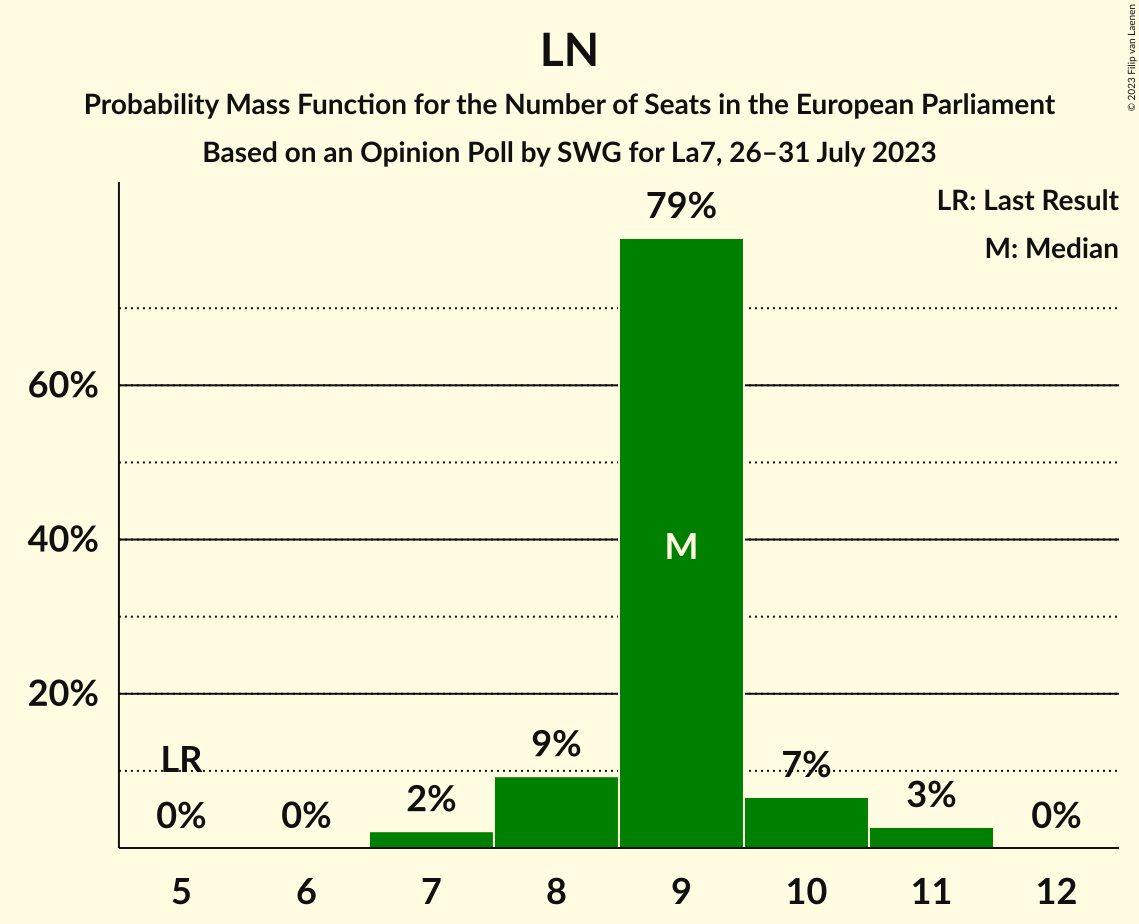 LN
Probability Mass Function for the Number of Seats in the European Parliament
Based on an Opinion Poll by SWG for La7, 26–31 July 2023
© 2023 Filip van Laenen
LR: Last Result
M: Median
79%
60%
40%
M
20%
LR
0%
0%
2%
9%
7%
3%
0%
5 6 7 8 9 10 11 12